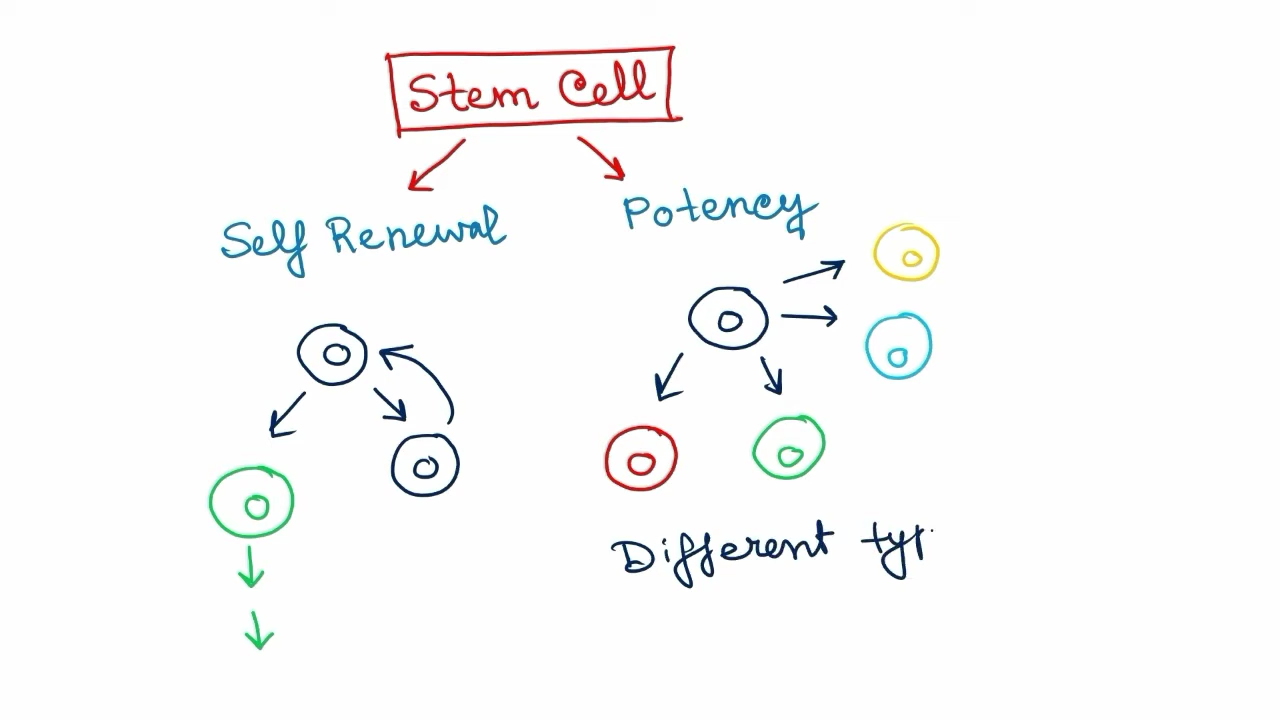 Stem Cell
Self Renewal
Potency
Different